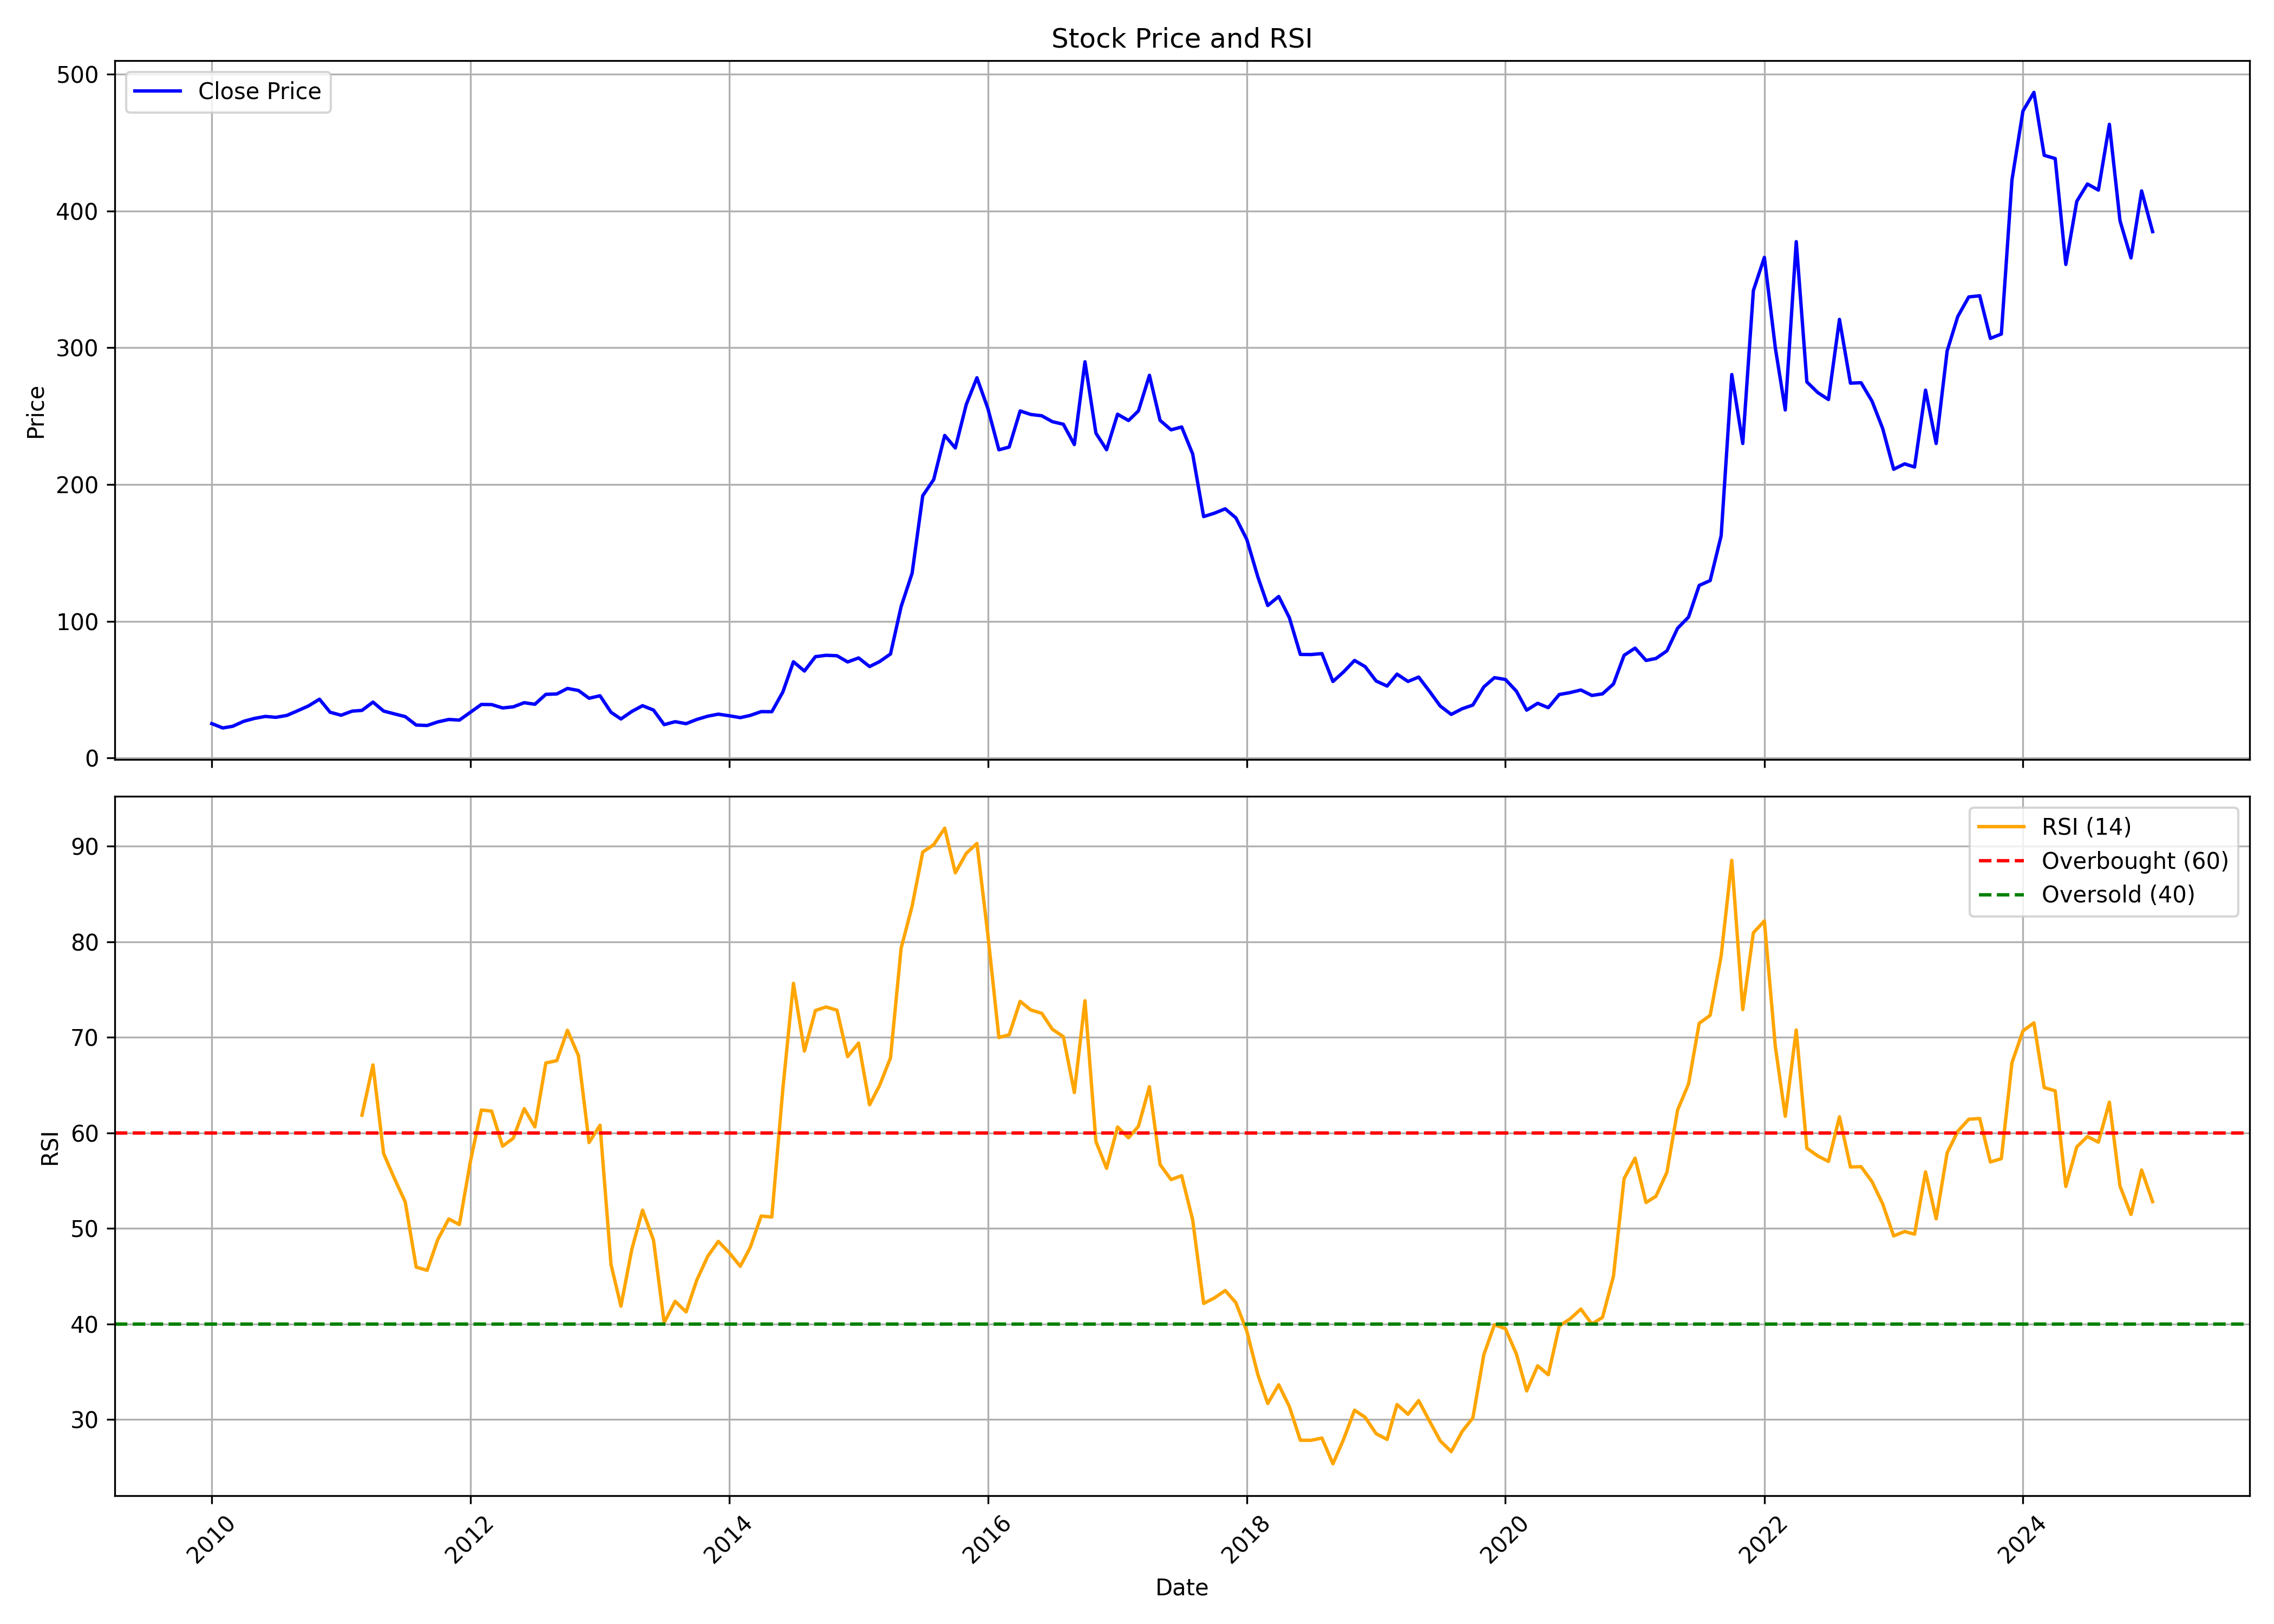 Stock Price and RSI
Close Price
500
400
300
200
100
0
Price
RSI (14)
Overbought (60)
Oversold (40)
90
80
70
60
50
40
30
RSI
2010
2012
2014
2016
2018
2020
2022
2024
Date